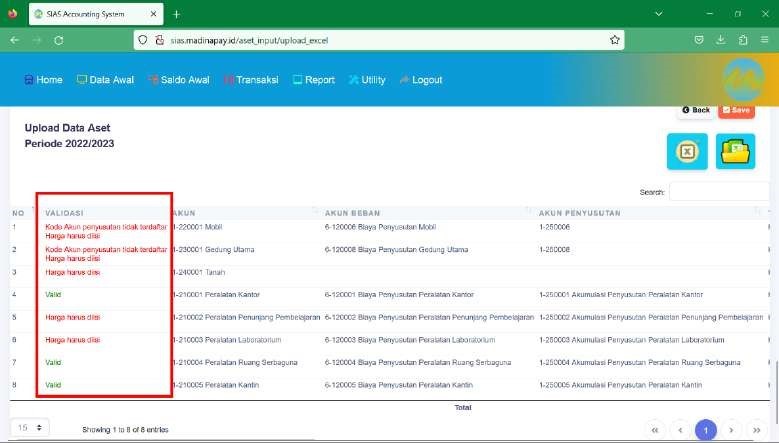 SIAS Accounting System
sias.madinapay.id/aset_input/upload_excel
Home Data Awal Saldo Awal Transaksi Report Utility Logout
Back Save
Upload Data Aset
Periode 2022/2023
Search:
NO VALIDASI AKUN AKUN BEBAN AKUN PENYUSUTAN
1 Kode Akun penyusutan tidak terdaftar 1-220001 Mobil 6-120006 Biaya Penyusutan Mobil 1-250006
Harga harus diisi
2 Kode Akun penyusutan tidak terdaftar 1-230001 Gedung Utama 6-120008 Biaya Penyusutan Gedung Utama 1-250008
Harga harus diisi
3 Harga harus diisi 1-240001 Tanah
4 Valid 1-210001 Peralatan Kantor 6-120001 Biaya Penyusutan Peralatan Kantor 1-250001 Akumulasi Penyusutan Peralatan Kantor
5 Harga harus diisi 1-210002 Peralatan Penunjang Pembelajaran 6-120002 Biaya Penyusutan Peralatan Penunjang Pembelajaran 1-250002 Akumulasi Penyusutan Peralatan Penunjang Pembelajaran
6 Harga harus diisi 1-210003 Peralatan Laboratorium 6-120003 Biaya Penyusutan Peralatan Laboratorium 1-250003 Akumulasi Penyusutan Peralatan Laboratorium
7 Valid 1-210004 Peralatan Ruang Serbaguna 6-120004 Biaya Penyusutan Peralatan Ruang Serbaguna 1-250004 Akumulasi Penyusutan Peralatan Ruang Serbaguna
8 Valid 1-210005 Peralatan Kantin 6-120005 Biaya Penyusutan Peralatan Kantin 1-250005 Akumulasi Penyusutan Peralatan Kantin
Total
15 Showing 1 to 8 of 8 entries
1